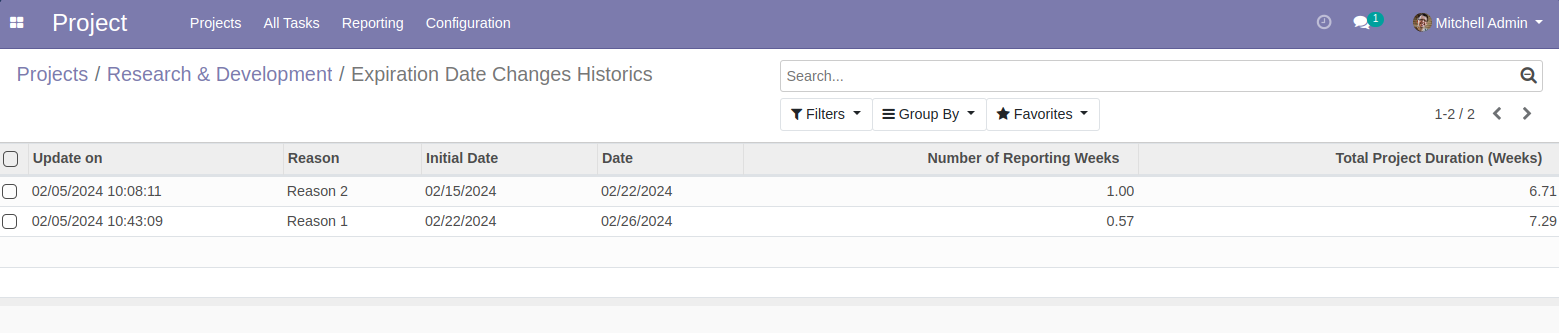 Project Projects All Tasks Reporting Configuration 1 Mitchell Admin
Projects / Research & Development / Expiration Date Changes Historics
Search...
Filters Group By Favorites 1-2 / 2
Update on Reason Initial Date Date Number of Reporting Weeks Total Project Duration (Weeks)
02/05/2024 10:08:11 Reason 2 02/15/2024 02/22/2024 1.00 6.71
02/05/2024 10:43:09 Reason 1 02/22/2024 02/26/2024 0.57 7.29